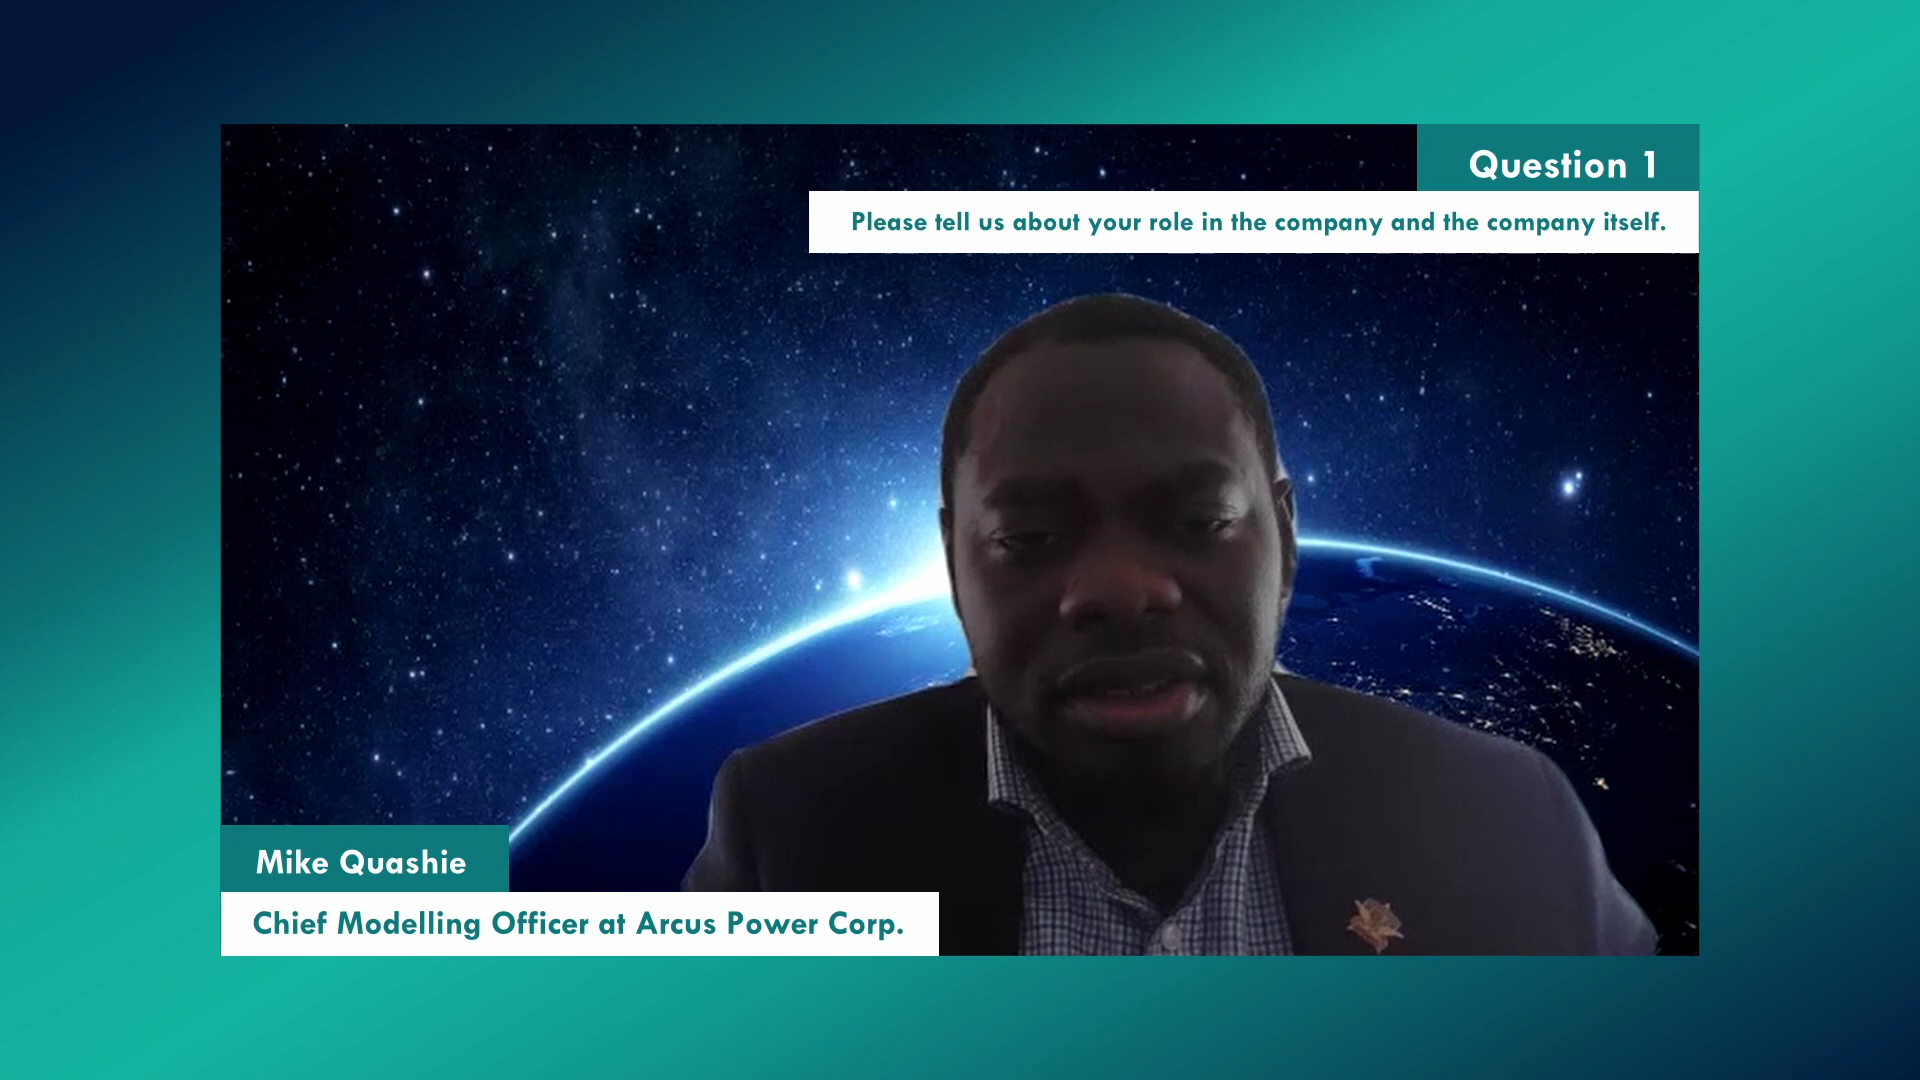 Question 1
Please tell us about your role in the company and the company itself.
Mike Quashie
Chief Modelling Officer at Arcus Power Corp.